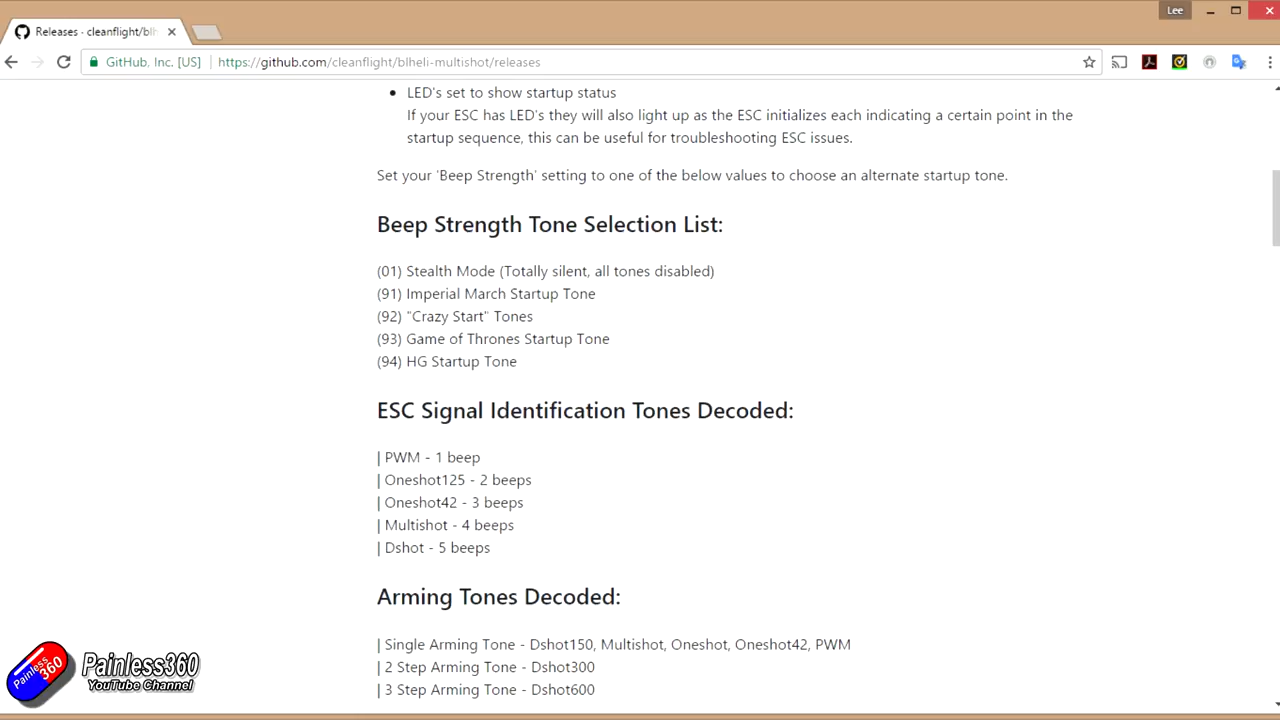 Lee
Releases · cleanflight/blh
GitHub, Inc. [US]
https://github.com/cleanflight/blheli-multishot/releases
LED's set to show startup status
If your ESC has LED's they will also light up as the ESC initializes each indicating a certain point in the
startup sequence, this can be useful for troubleshooting ESC issues.
Set your 'Beep Strength' setting to one of the below values to choose an alternate startup tone.
Beep Strength Tone Selection List:
(01) Stealth Mode (Totally silent, all tones disabled)
(91) Imperial March Startup Tone
(92) "Crazy Start" Tones
(93) Game of Thrones Startup Tone
(94) HG Startup Tone
ESC Signal Identification Tones Decoded:
| PWM - 1 beep
| Oneshot125 - 2 beeps
| Oneshot42 - 3 beeps
| Multishot - 4 beeps
| Dshot - 5 beeps
Arming Tones Decoded:
| Single Arming Tone - Dshot150, Multishot, Oneshot, Oneshot42, PWM
| 2 Step Arming Tone - Dshot300
| 3 Step Arming Tone - Dshot600
Painless360
Painless360
YouTube Channel